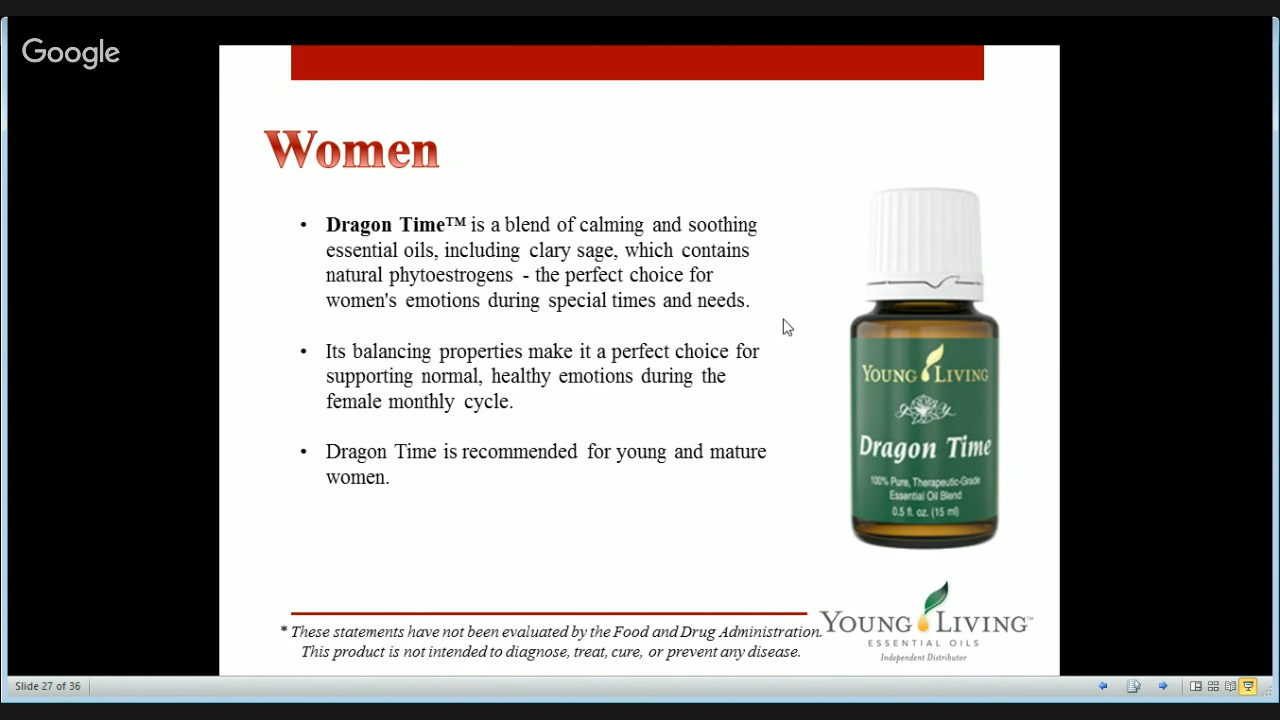 Google
Women
• Dragon Time™ is a blend of calming and soothing
essential oils, including clary sage, which contains
natural phytoestrogens - the perfect choice for
women's emotions during special times and needs.
• Its balancing properties make it a perfect choice for
supporting normal, healthy emotions during the
female monthly cycle.
• Dragon Time is recommended for young and mature
women.
YOUNG LIVING
Dragon Time
100% Pure, Therapeutic-Grade
Essential Oil Blend
0.5 fl. oz. (15 ml)
* These statements have not been evaluated by the Food and Drug Administration.
This product is not intended to diagnose, treat, cure, or prevent any disease.
YOUNG LIVING™
ESSENTIAL OILS
Independent Distributor
Slide 27 of 36